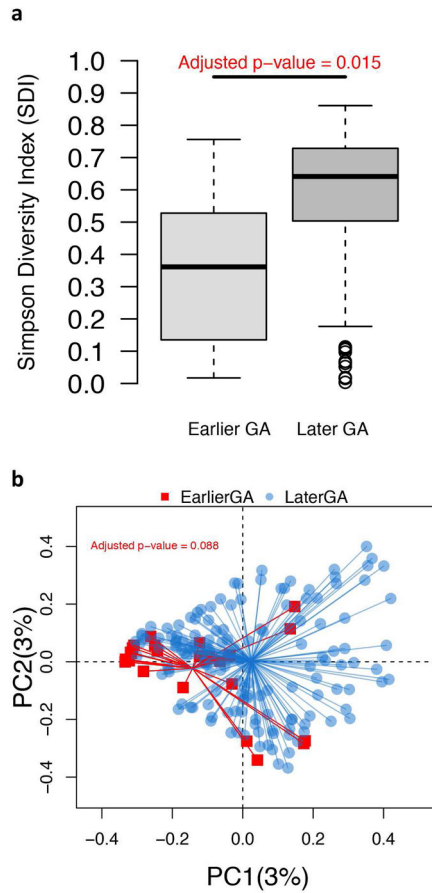 a
Adjusted p-value = 0.015
Simpson Diversity Index (SDI)
1.0
0.9
0.8
0.7
0.6
0.5
0.4
0.3
0.2
0.1
0.0
Earlier GA Later GA
b
EarlierGA LaterGA
Adjusted p-value = 0.088
PC2(3%)
0.4
0.2
0.0
−0.2
−0.4
−0.4 −0.2 0.0 0.2 0.4
PC1(3%)